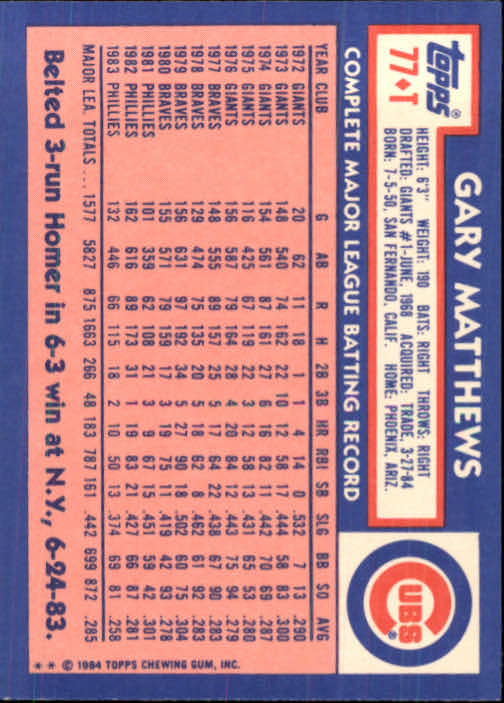 topps®
77♦T
GARY MATTHEWS
HEIGHT: 6'3" WEIGHT: 190 BATS: RIGHT THROWS: RIGHT
DRAFTED: GIANTS #1-JUNE, 1968 ACQUIRED: TRADE, 3-27-84
BORN: 7-5-50, SAN FERNANDO, CALIF. HOME: PHOENIX, ARIZ.
CUBS
COMPLETE MAJOR LEAGUE BATTING RECORD
YEAR CLUB G AB R H 2B 3B HR RBI SB SLG BB SO AVG
1972 GIANTS 20 62 11 18 1 1 4 14 0 .532 7 13 .290
1973 GIANTS 148 540 74 162 22 10 12 58 17 .444 58 83 .300
1974 GIANTS 154 561 87 161 27 6 16 82 11 .442 70 69 .287
1975 GIANTS 116 425 67 119 22 3 12 58 13 .431 65 53 .280
1976 GIANTS 156 587 79 164 28 4 20 84 12 .443 75 94 .279
1977 BRAVES 148 555 89 157 25 5 17 64 22 .438 67 90 .283
1978 BRAVES 129 474 75 135 20 5 18 62 8 .462 61 92 .285
1979 BRAVES 156 631 97 192 34 5 27 90 18 .502 60 75 .304
1980 BRAVES 155 571 79 159 17 3 19 75 11 .419 42 93 .278
1981 PHILLIES 101 359 62 108 21 3 9 67 15 .451 59 42 .301
1982 PHILLIES 162 616 89 173 31 1 19 83 21 .427 66 87 .281
1983 PHILLIES 132 446 66 115 18 2 10 50 13 .374 69 81 .258
MAJOR LEA. TOTALS ... 1577 5827 875 1663 266 48 183 787 161 .442 699 872 .285
Belted 3-run Homer in 6-3 win at N.Y., 6-24-83.
** © 1984 TOPPS CHEWING GUM, INC.